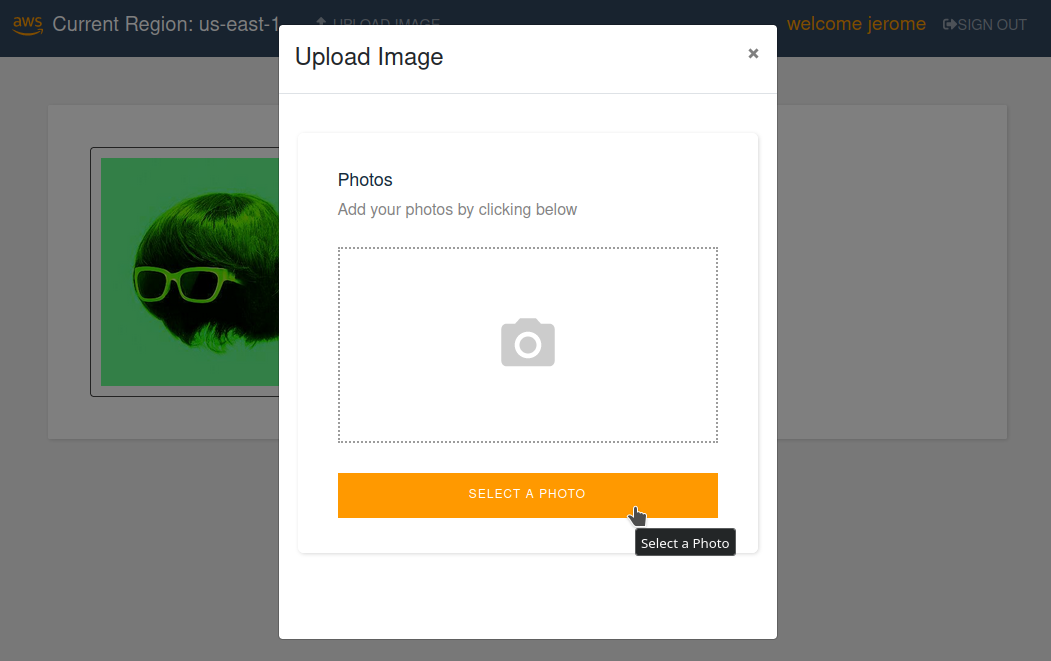 aws Current Region: us-east-1 UPLOAD IMAGE welcome jerome SIGN OUT
Upload Image ×
Photos
Add your photos by clicking below
SELECT A PHOTO
Select a Photo